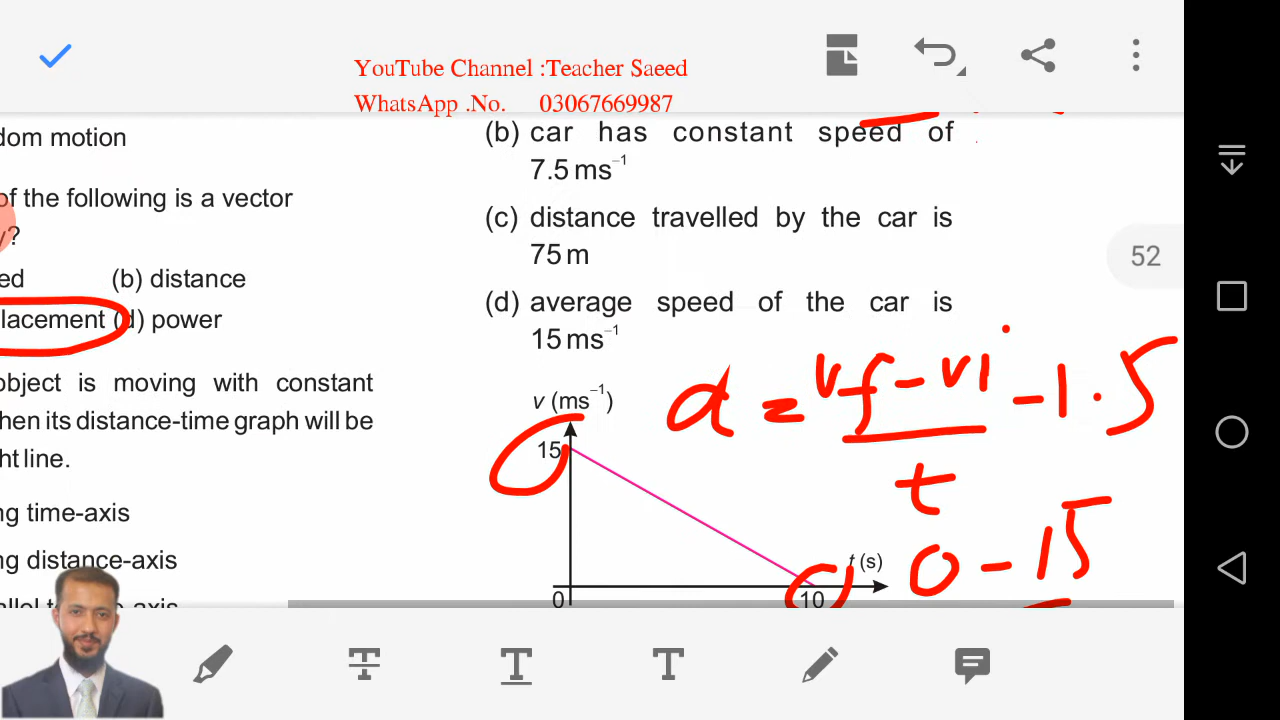 YouTube Channel :Teacher Saeed
WhatsApp .No. 03067669987
dom motion
of the following is a vector
y?
ed (b) distance
lacement (d) power
object is moving with constant
hen its distance-time graph will be
ht line.
ng time-axis
ng distance-axis
(b) car has constant speed of
7.5 ms⁻¹
(c) distance travelled by the car is
75 m
(d) average speed of the car is
15 ms⁻¹
v (ms⁻¹)
15
0
10
t (s)
a = vf - vi - 1.5
t
0 - 15
52